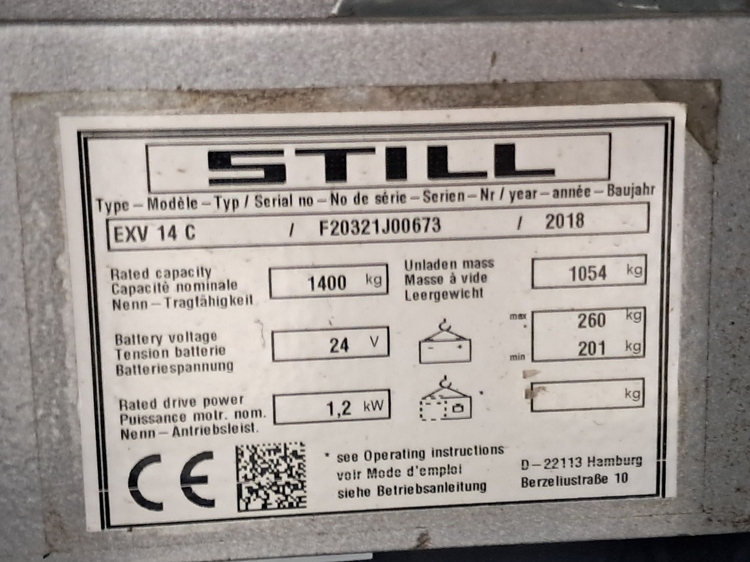 STILL
Type – Modèle – Typ / Serial no – No de série – Serien – Nr / year – année – Baujahr
EXV 14 C / F20321J00673 / 2018
Rated capacity
Capacité nominale
Nenn – Tragfähigkeit
1400 kg
Unladen mass
Masse à vide
Leergewicht
1054 kg
Battery voltage
Tension batterie
Batteriespannung
24 V
max 260 kg
min 201 kg
Rated drive power
Puissance motr. nom.
Nenn – Antriebsleist.
1,2 kW
* kg
CE
* see Operating instructions
voir Mode d'emploi
siehe Betriebsanleitung
D – 22113 Hamburg
Berzeliustraße 10